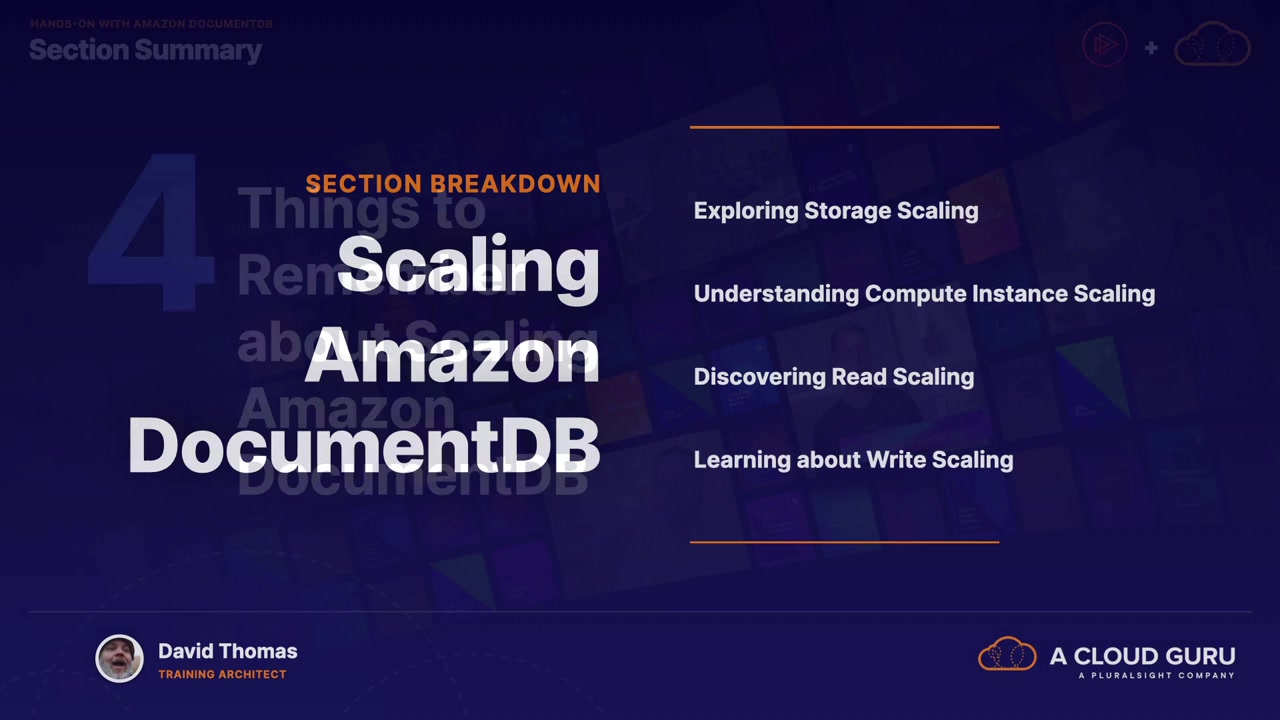 HANDS-ON WITH AMAZON DOCUMENTDB
Section Summary
4
Things to
Remember
about Scaling
Amazon
DocumentDB
SECTION BREAKDOWN
Scaling
Amazon
DocumentDB
Exploring Storage Scaling
Understanding Compute Instance Scaling
Discovering Read Scaling
Learning about Write Scaling
David Thomas
TRAINING ARCHITECT
A CLOUD GURU
A PLURALSIGHT COMPANY